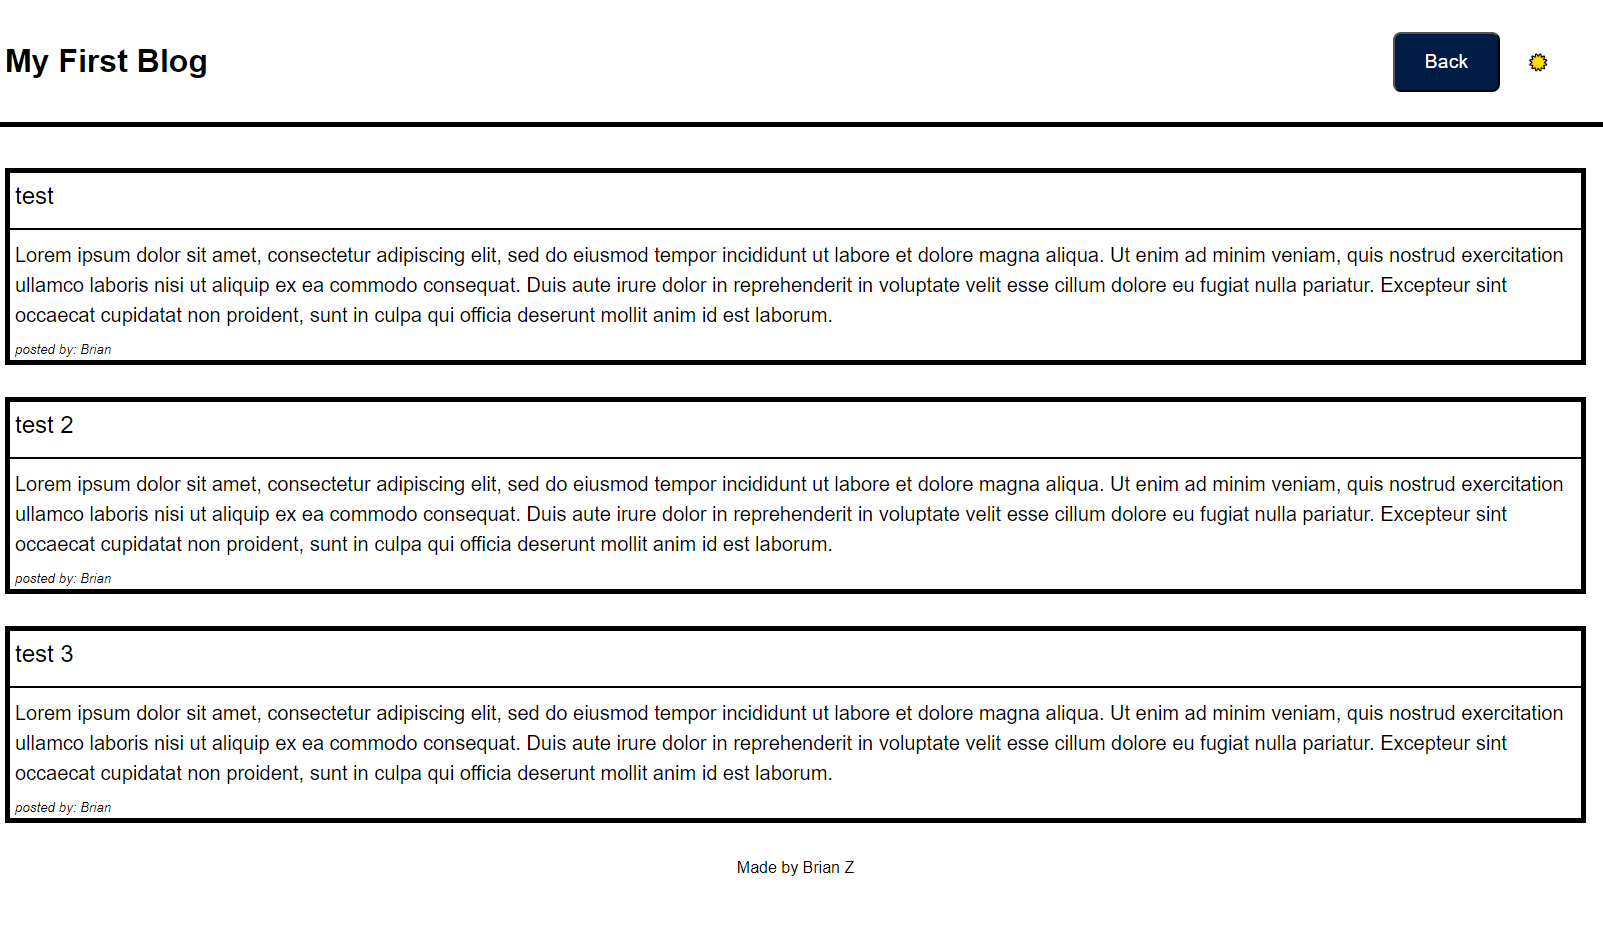 My First Blog
Back
test
Lorem ipsum dolor sit amet, consectetur adipiscing elit, sed do eiusmod tempor incididunt ut labore et dolore magna aliqua. Ut enim ad minim veniam, quis nostrud exercitation
ullamco laboris nisi ut aliquip ex ea commodo consequat. Duis aute irure dolor in reprehenderit in voluptate velit esse cillum dolore eu fugiat nulla pariatur. Excepteur sint
occaecat cupidatat non proident, sunt in culpa qui officia deserunt mollit anim id est laborum.
posted by: Brian
test 2
Lorem ipsum dolor sit amet, consectetur adipiscing elit, sed do eiusmod tempor incididunt ut labore et dolore magna aliqua. Ut enim ad minim veniam, quis nostrud exercitation
ullamco laboris nisi ut aliquip ex ea commodo consequat. Duis aute irure dolor in reprehenderit in voluptate velit esse cillum dolore eu fugiat nulla pariatur. Excepteur sint
occaecat cupidatat non proident, sunt in culpa qui officia deserunt mollit anim id est laborum.
posted by: Brian
test 3
Lorem ipsum dolor sit amet, consectetur adipiscing elit, sed do eiusmod tempor incididunt ut labore et dolore magna aliqua. Ut enim ad minim veniam, quis nostrud exercitation
ullamco laboris nisi ut aliquip ex ea commodo consequat. Duis aute irure dolor in reprehenderit in voluptate velit esse cillum dolore eu fugiat nulla pariatur. Excepteur sint
occaecat cupidatat non proident, sunt in culpa qui officia deserunt mollit anim id est laborum.
posted by: Brian
Made by Brian Z